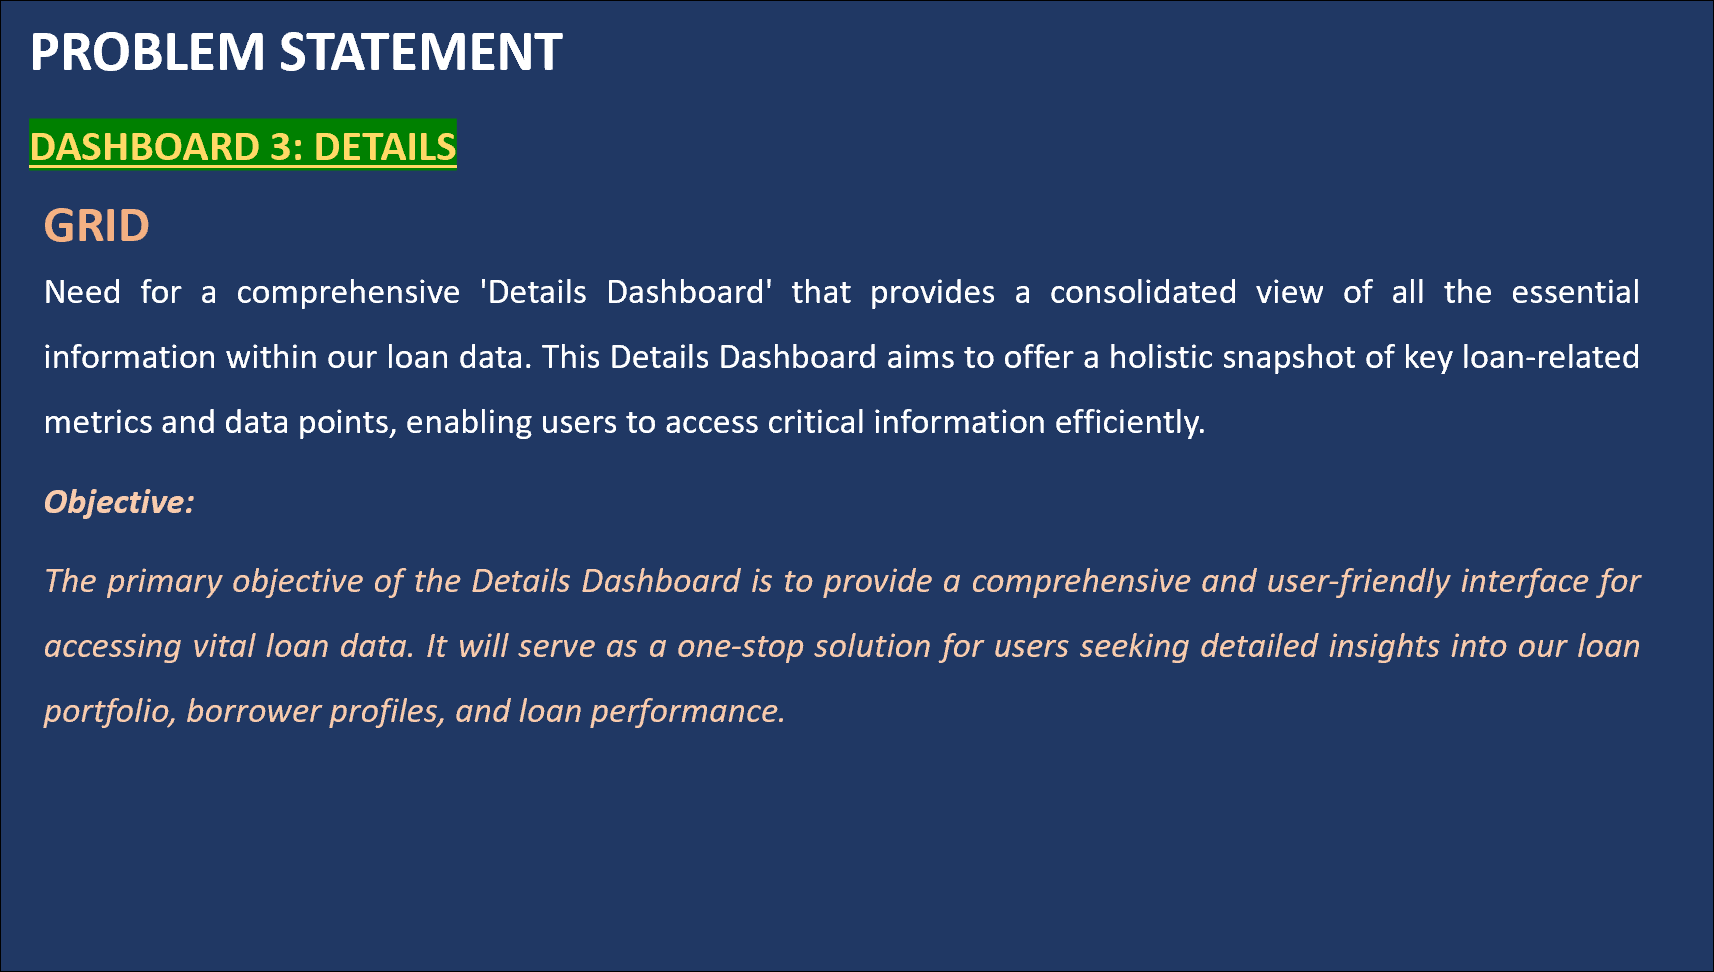 PROBLEM STATEMENT
DASHBOARD 3: DETAILS
GRID
Need for a comprehensive 'Details Dashboard' that provides a consolidated view of all the essential
information within our loan data. This Details Dashboard aims to offer a holistic snapshot of key loan-related
metrics and data points, enabling users to access critical information efficiently.
Objective:
The primary objective of the Details Dashboard is to provide a comprehensive and user-friendly interface for
accessing vital loan data. It will serve as a one-stop solution for users seeking detailed insights into our loan
portfolio, borrower profiles, and loan performance.